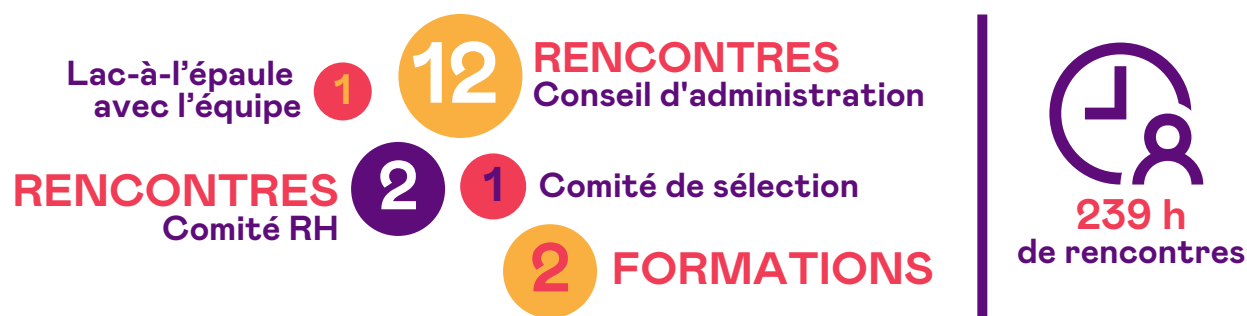 Lac-à-l'épaule
avec l'équipe
1
12
RENCONTRES
Conseil d'administration
RENCONTRES
Comité RH
2
1
Comité de sélection
2
FORMATIONS
239 h
de rencontres